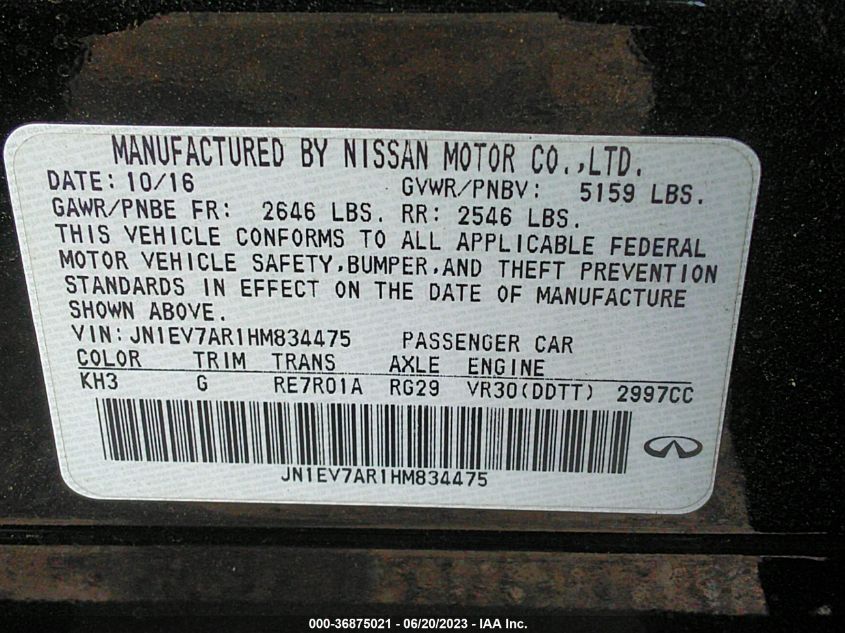 MANUFACTURED BY NISSAN MOTOR CO.,LTD.
DATE: 10/16 GVWR/PNBV: 5159 LBS.
GAWR/PNBE FR: 2646 LBS. RR: 2546 LBS.
THIS VEHICLE CONFORMS TO ALL APPLICABLE FEDERAL
MOTOR VEHICLE SAFETY,BUMPER,AND THEFT PREVENTION
STANDARDS IN EFFECT ON THE DATE OF MANUFACTURE
SHOWN ABOVE.
VIN:JN1EV7AR1HM834475 PASSENGER CAR
COLOR TRIM TRANS AXLE ENGINE
KH3 G RE7R01A RG29 VR30(DDTT) 2997CC
JN1EV7AR1HM834475
000-36875021 - 06/20/2023 - IAA Inc.